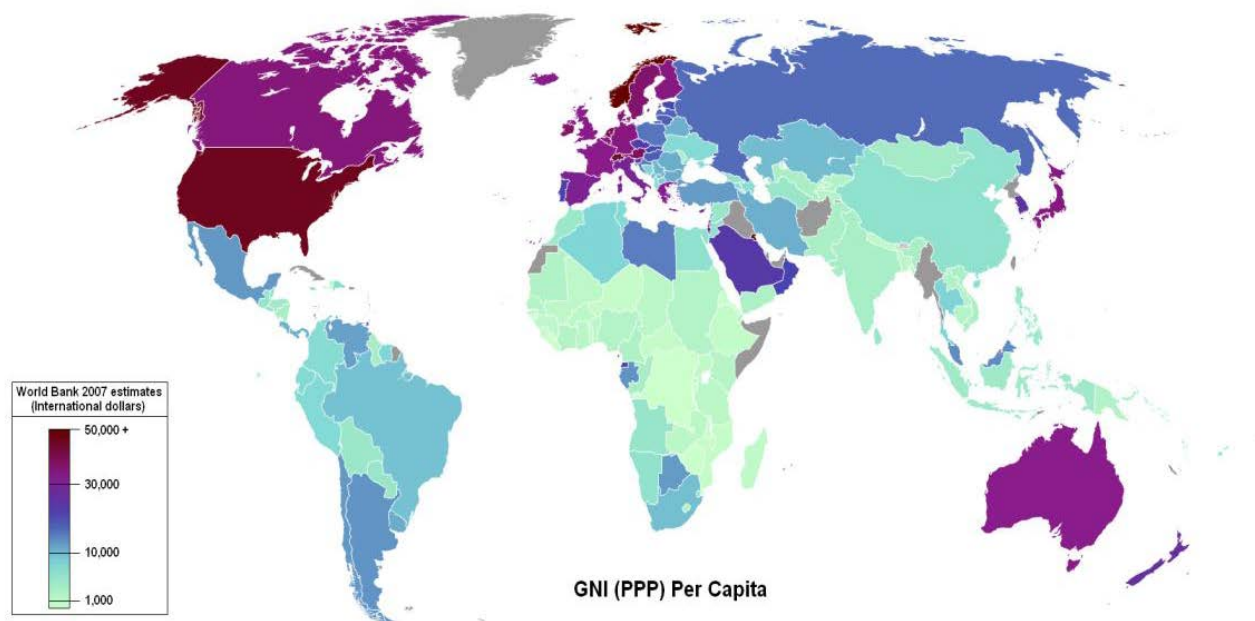 World Bank 2007 estimates
(International dollars)
50,000 +
30,000
10,000
1,000
GNI (PPP) Per Capita